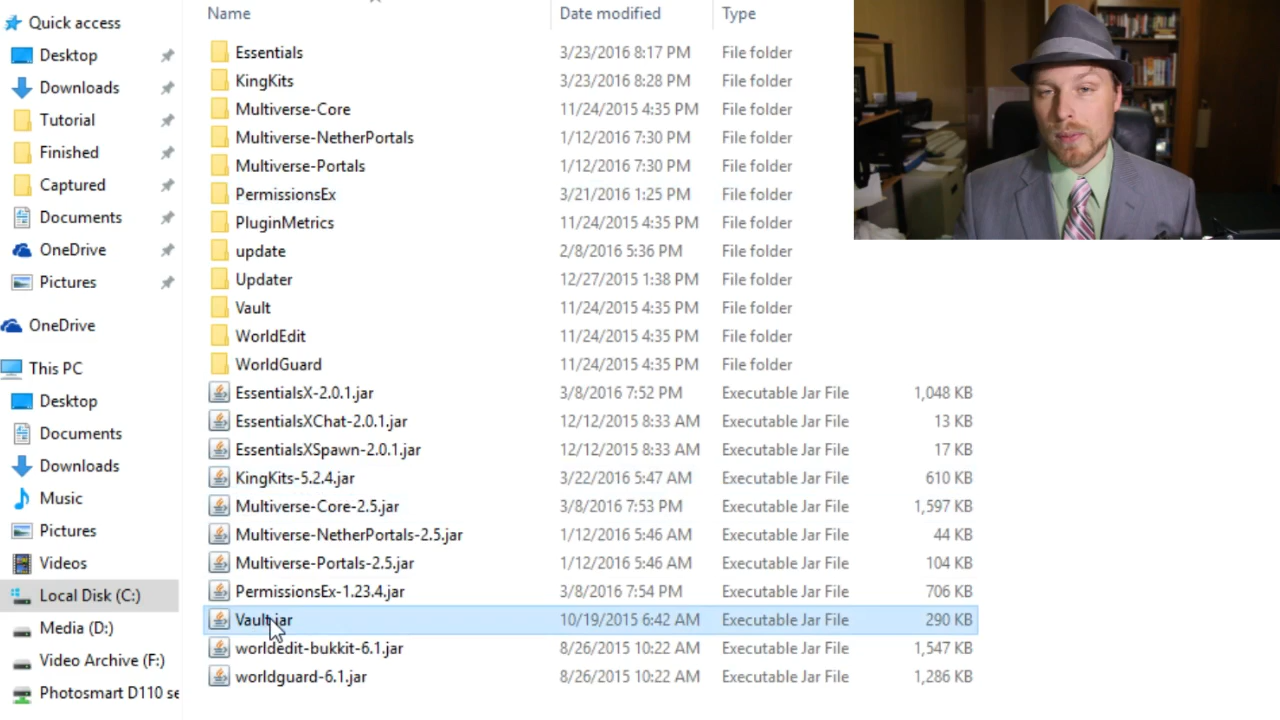 Name Date modified Type
Quick access
Desktop
Downloads
Tutorial
Finished
Captured
Documents
OneDrive
Pictures
OneDrive
This PC
Desktop
Documents
Downloads
Music
Pictures
Videos
Local Disk (C:)
Media (D:)
Video Archive (F:)
Photosmart D110 se
Essentials 3/23/2016 8:17 PM File folder
KingKits 3/23/2016 8:28 PM File folder
Multiverse-Core 11/24/2015 4:35 PM File folder
Multiverse-NetherPortals 1/12/2016 7:30 PM File folder
Multiverse-Portals 1/12/2016 7:30 PM File folder
PermissionsEx 3/21/2016 1:25 PM File folder
PluginMetrics 11/24/2015 4:35 PM File folder
update 2/8/2016 5:36 PM File folder
Updater 12/27/2015 1:38 PM File folder
Vault 11/24/2015 4:35 PM File folder
WorldEdit 11/24/2015 4:35 PM File folder
WorldGuard 11/24/2015 4:35 PM File folder
EssentialsX-2.0.1.jar 3/8/2016 7:52 PM Executable Jar File 1,048 KB
EssentialsXChat-2.0.1.jar 12/12/2015 8:33 AM Executable Jar File 13 KB
EssentialsXSpawn-2.0.1.jar 12/12/2015 8:33 AM Executable Jar File 17 KB
KingKits-5.2.4.jar 3/22/2016 5:47 AM Executable Jar File 610 KB
Multiverse-Core-2.5.jar 3/8/2016 7:53 PM Executable Jar File 1,597 KB
Multiverse-NetherPortals-2.5.jar 1/12/2016 5:46 AM Executable Jar File 44 KB
Multiverse-Portals-2.5.jar 1/12/2016 5:46 AM Executable Jar File 104 KB
PermissionsEx-1.23.4.jar 3/8/2016 7:54 PM Executable Jar File 706 KB
Vault.jar 10/19/2015 6:42 AM Executable Jar File 290 KB
worldedit-bukkit-6.1.jar 8/26/2015 10:22 AM Executable Jar File 1,547 KB
worldguard-6.1.jar 8/26/2015 10:22 AM Executable Jar File 1,286 KB